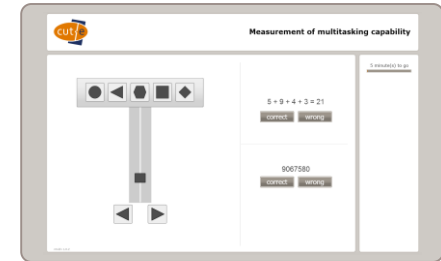 cut-e
Measurement of multitasking capability
5 minute(s) to go
5 + 9 + 4 + 3 = 21
correct wrong
9067580
correct wrong